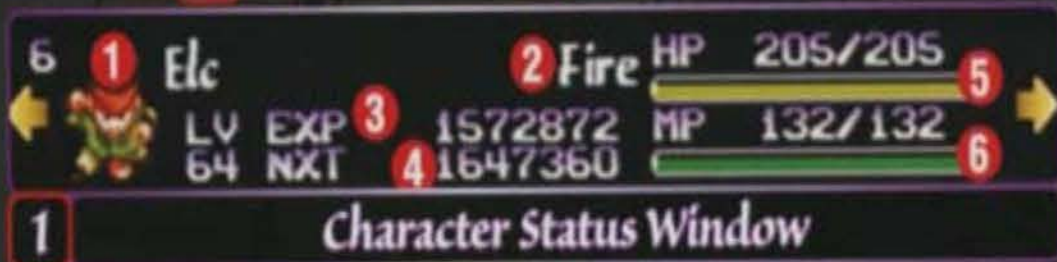 6 1 Elc 2 Fire HP 205/205 5
LV EXP 3 1572872 MP 132/132
64 NXT 4 1647360 6
1 Character Status Window